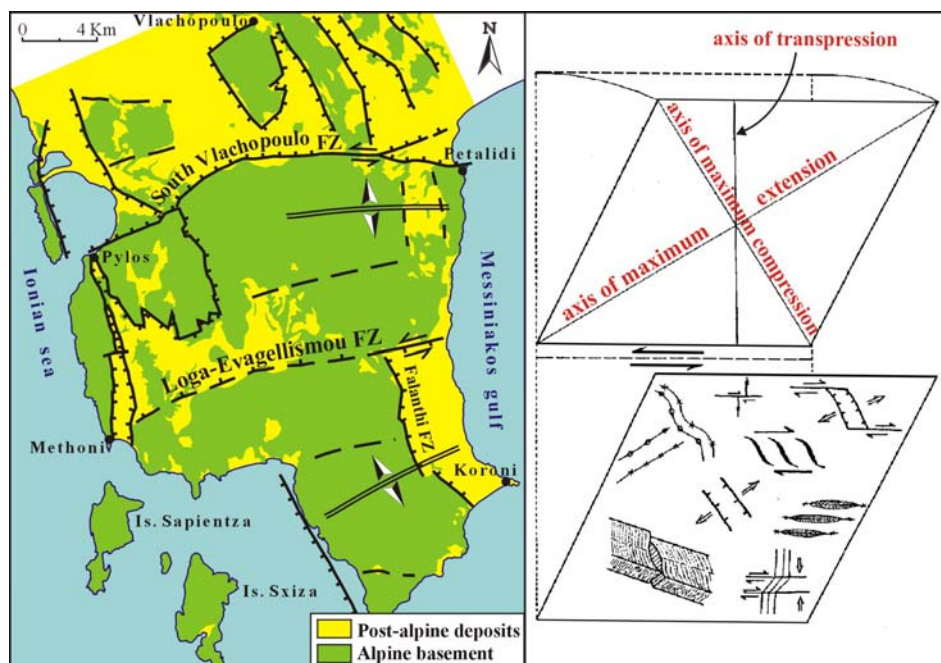 Vlachopoulo
0 4 Km
N
South Vlachopoulo FZ
Petalidi
Pylos
Ionian sea
Messiniakos gulf
Loga-Evagellismou FZ
Falanthi FZ
Methoni
Koroni
Is. Sapientza
Is. Sxiza
Post-alpine deposits
Alpine basement
axis of transpression
axis of maximum compression
axis of maximum extension